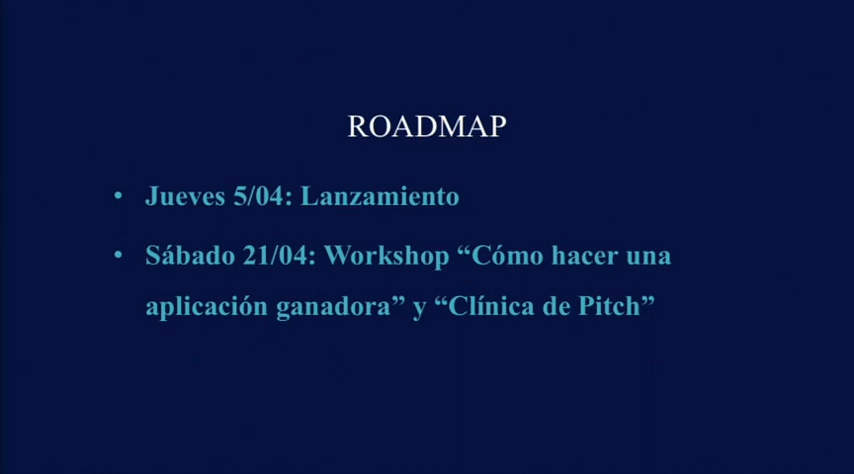 ROADMAP
• Jueves 5/04: Lanzamiento
• Sábado 21/04: Workshop “Cómo hacer una
aplicación ganadora” y “Clínica de Pitch”